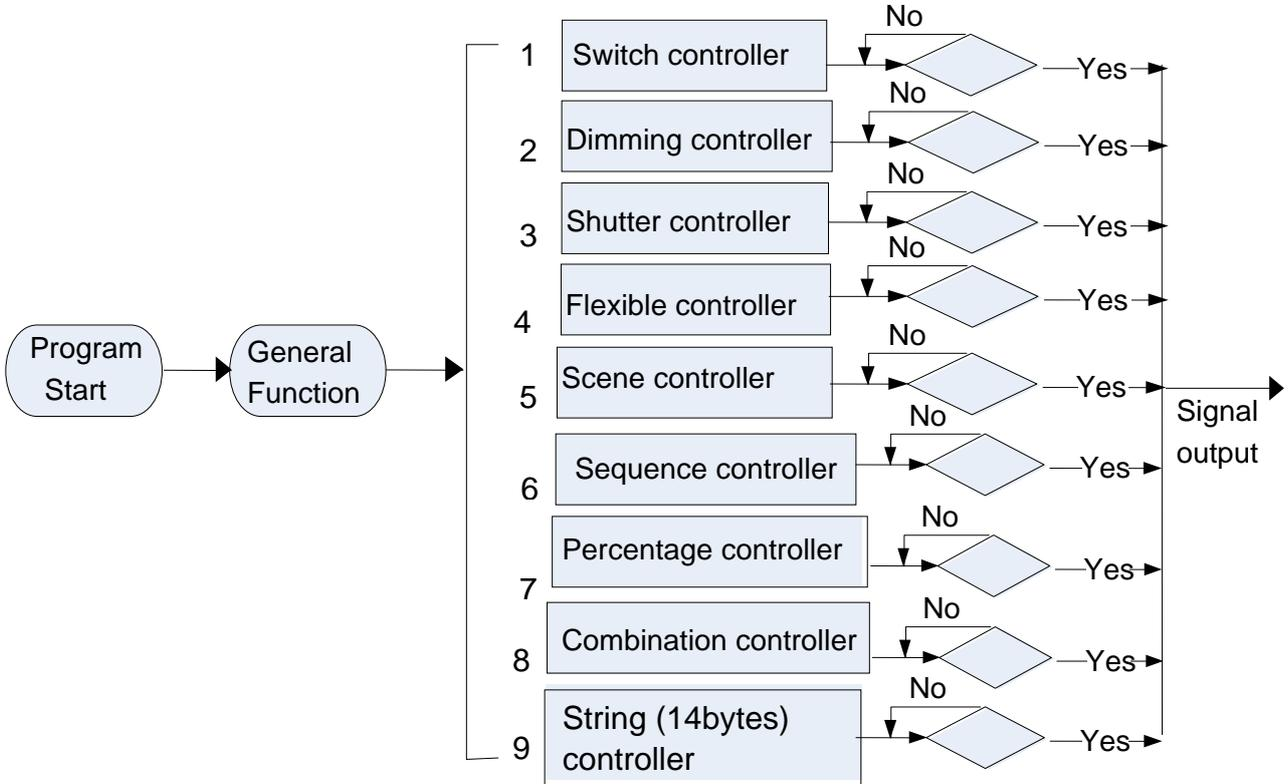 No
1
Switch controller
Yes
No
2
Dimming controller
Yes
No
3
Shutter controller
Yes
No
4
Flexible controller
Yes
No
5
Scene controller
Yes
No
6
Sequence controller
Yes
No
7
Percentage controller
Yes
No
8
Combination controller
Yes
No
9
String (14bytes)
controller
Yes
Program
Start
General
Function
Signal
output